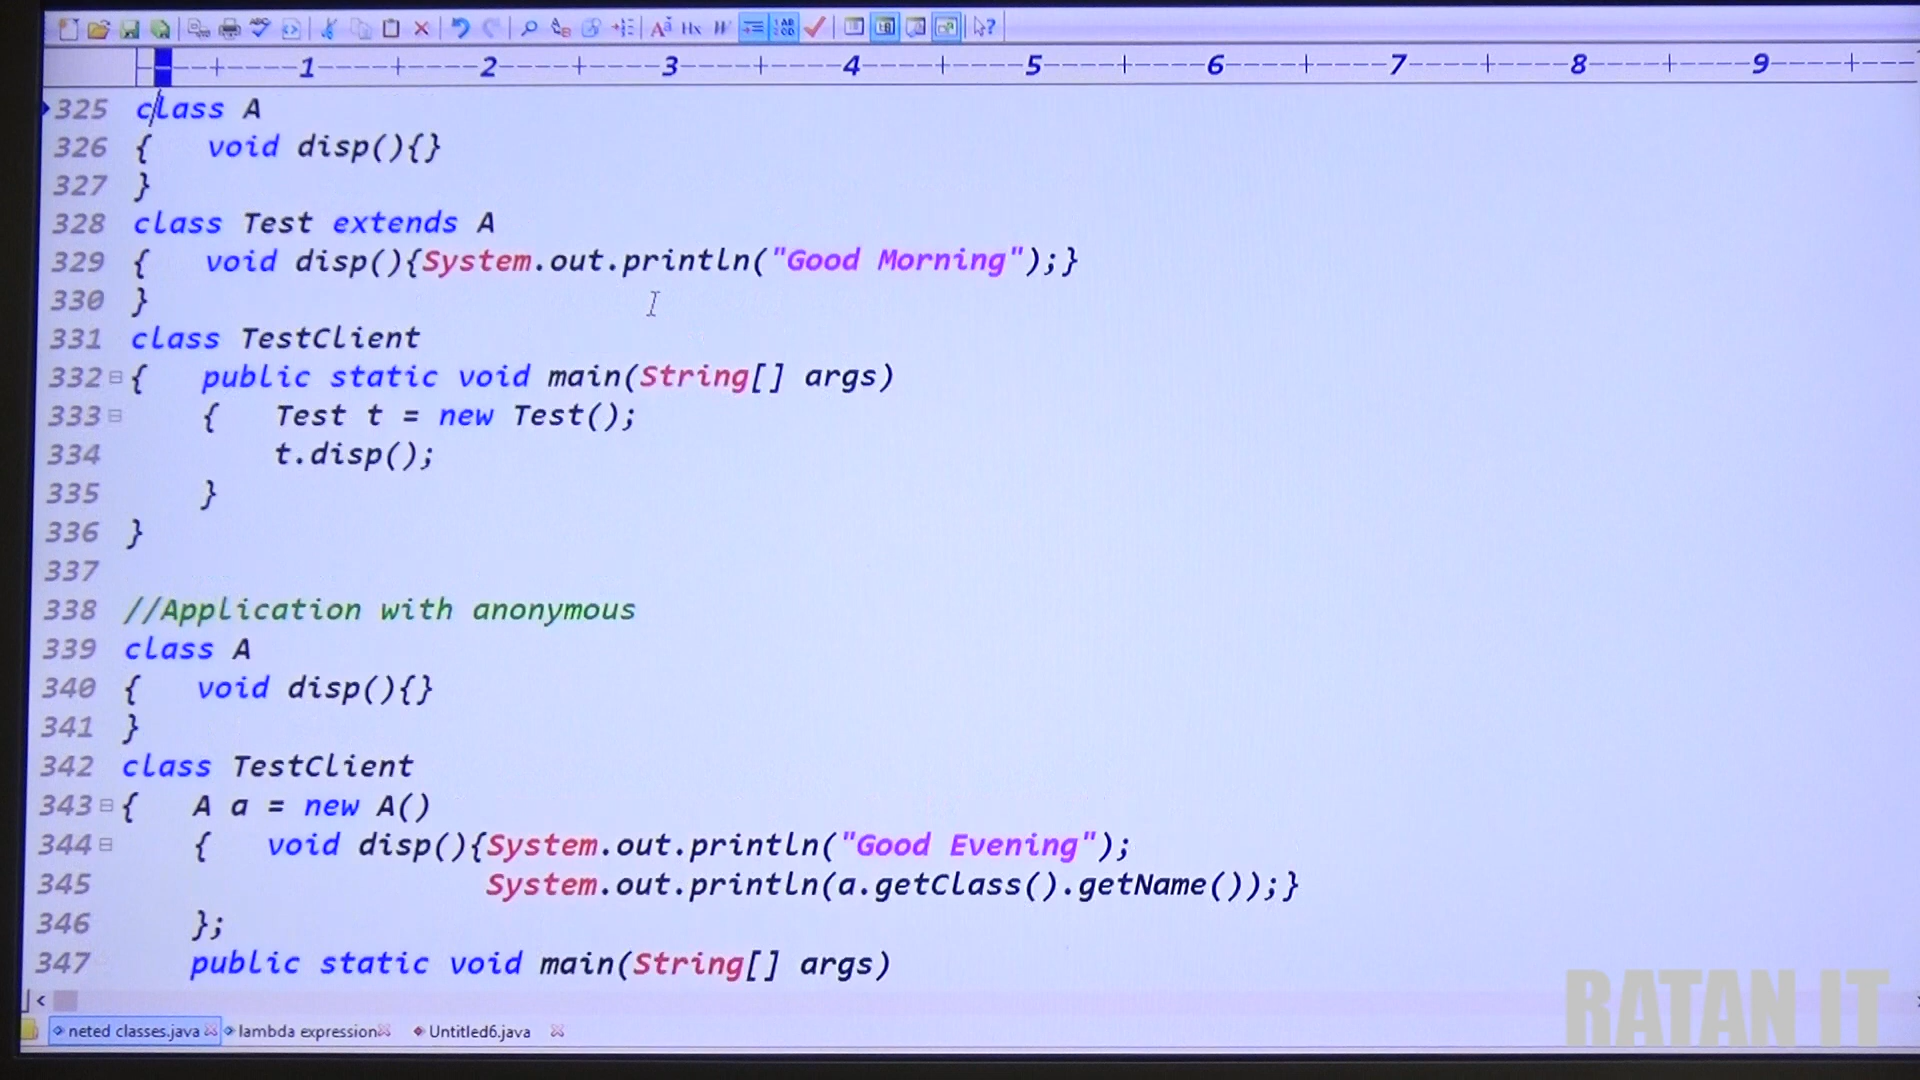 1 2 3 4 5 6 7 8 9
325 class A
326 { void disp(){}
327 }
328 class Test extends A
329 { void disp(){System.out.println("Good Morning");}
330 }
331 class TestClient
332 { public static void main(String[] args)
333 { Test t = new Test();
334 t.disp();
335 }
336 }
337
338 //Application with anonymous
339 class A
340 { void disp(){}
341 }
342 class TestClient
343 { A a = new A()
344 { void disp(){System.out.println("Good Evening");
345 System.out.println(a.getClass().getName());}
346 };
347 public static void main(String[] args)
neted classes.java lambda expression Untitled6.java
RATAN IT